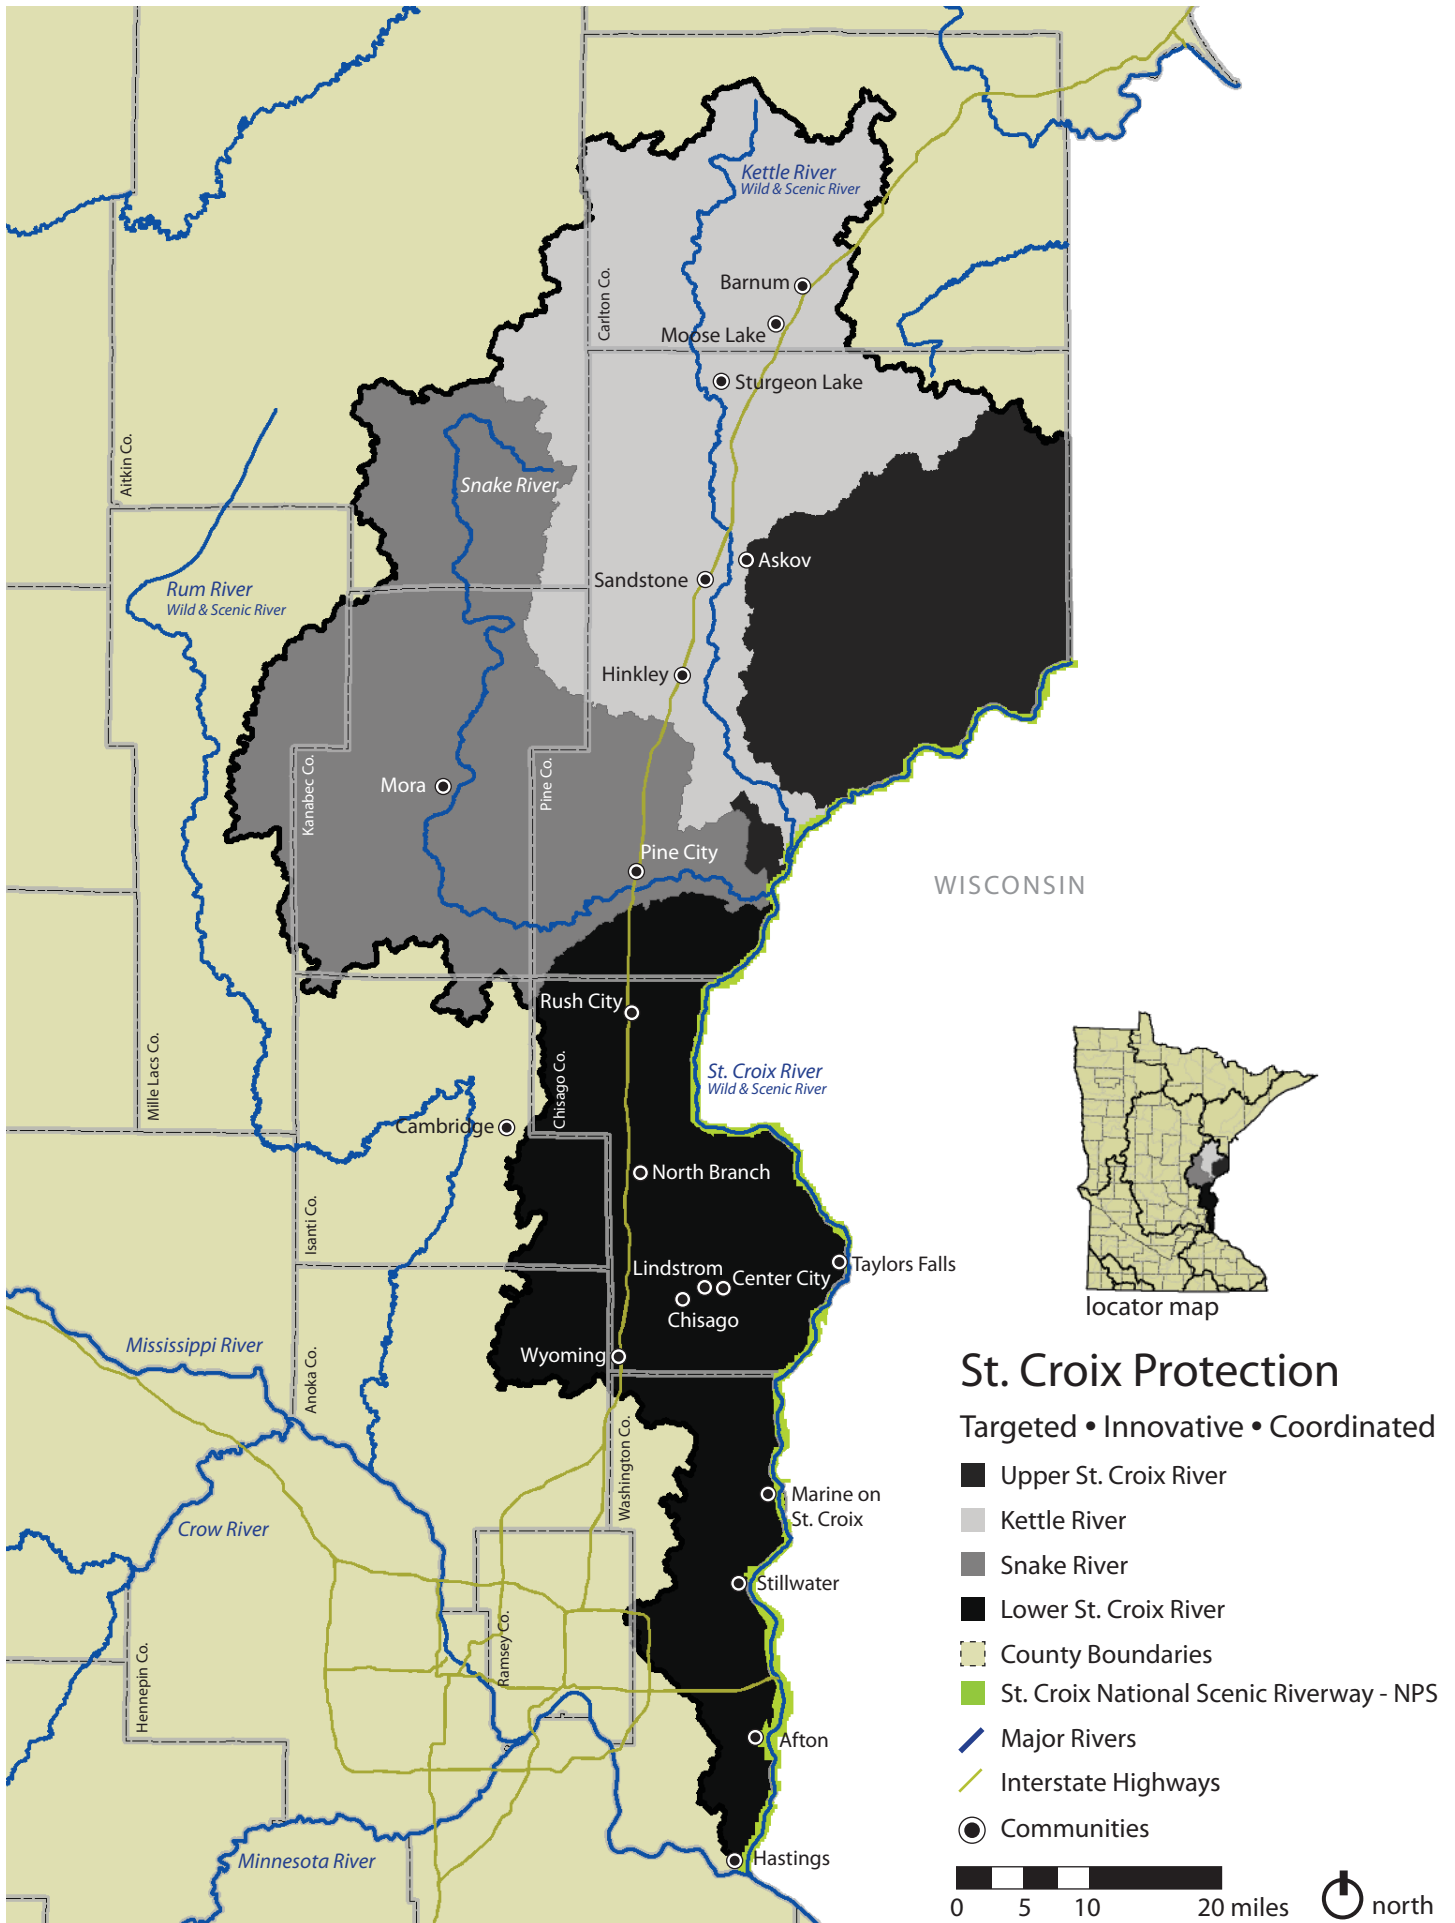 Kettle River
Wild & Scenic River
Barnum
Carlton Co.
Moose Lake
Sturgeon Lake
Aitkin Co.
Snake River
Askov
Sandstone
Rum River
Wild & Scenic River
Hinkley
Kanabec Co.
Pine Co.
Mora
Pine City
WISCONSIN
Rush City
Mille Lacs Co.
Chisago Co.
St. Croix River
Wild & Scenic River
Cambridge
North Branch
Isanti Co.
Taylors Falls
Lindstrom
Center City
Chisago
locator map
Mississippi River
Wyoming
Anoka Co.
St. Croix Protection
Targeted • Innovative • Coordinated
Washington Co.
Upper St. Croix River
Marine on
St. Croix
Crow River
Kettle River
Snake River
Stillwater
Lower St. Croix River
Ramsey Co.
Hennepin Co.
County Boundaries
St. Croix National Scenic Riverway - NPS
Afton
Major Rivers
Interstate Highways
Communities
Minnesota River
Hastings
0 5 10 20 miles
north